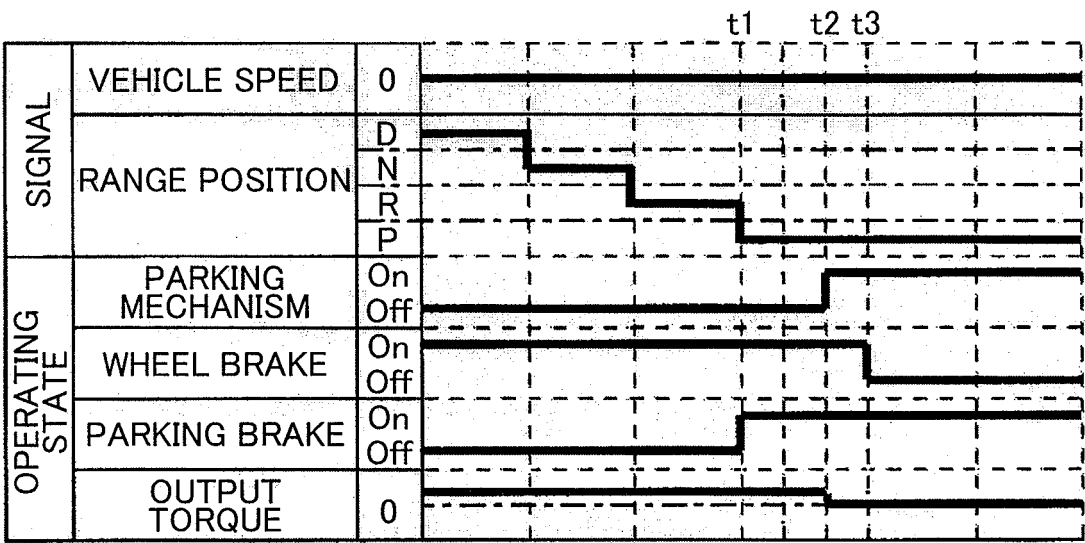 t1 t2 t3
SIGNAL
VEHICLE SPEED 0
RANGE POSITION
D
N
R
P
OPERATING
STATE
PARKING
MECHANISM
On
Off
WHEEL BRAKE
On
Off
PARKING BRAKE
On
Off
OUTPUT
TORQUE
0